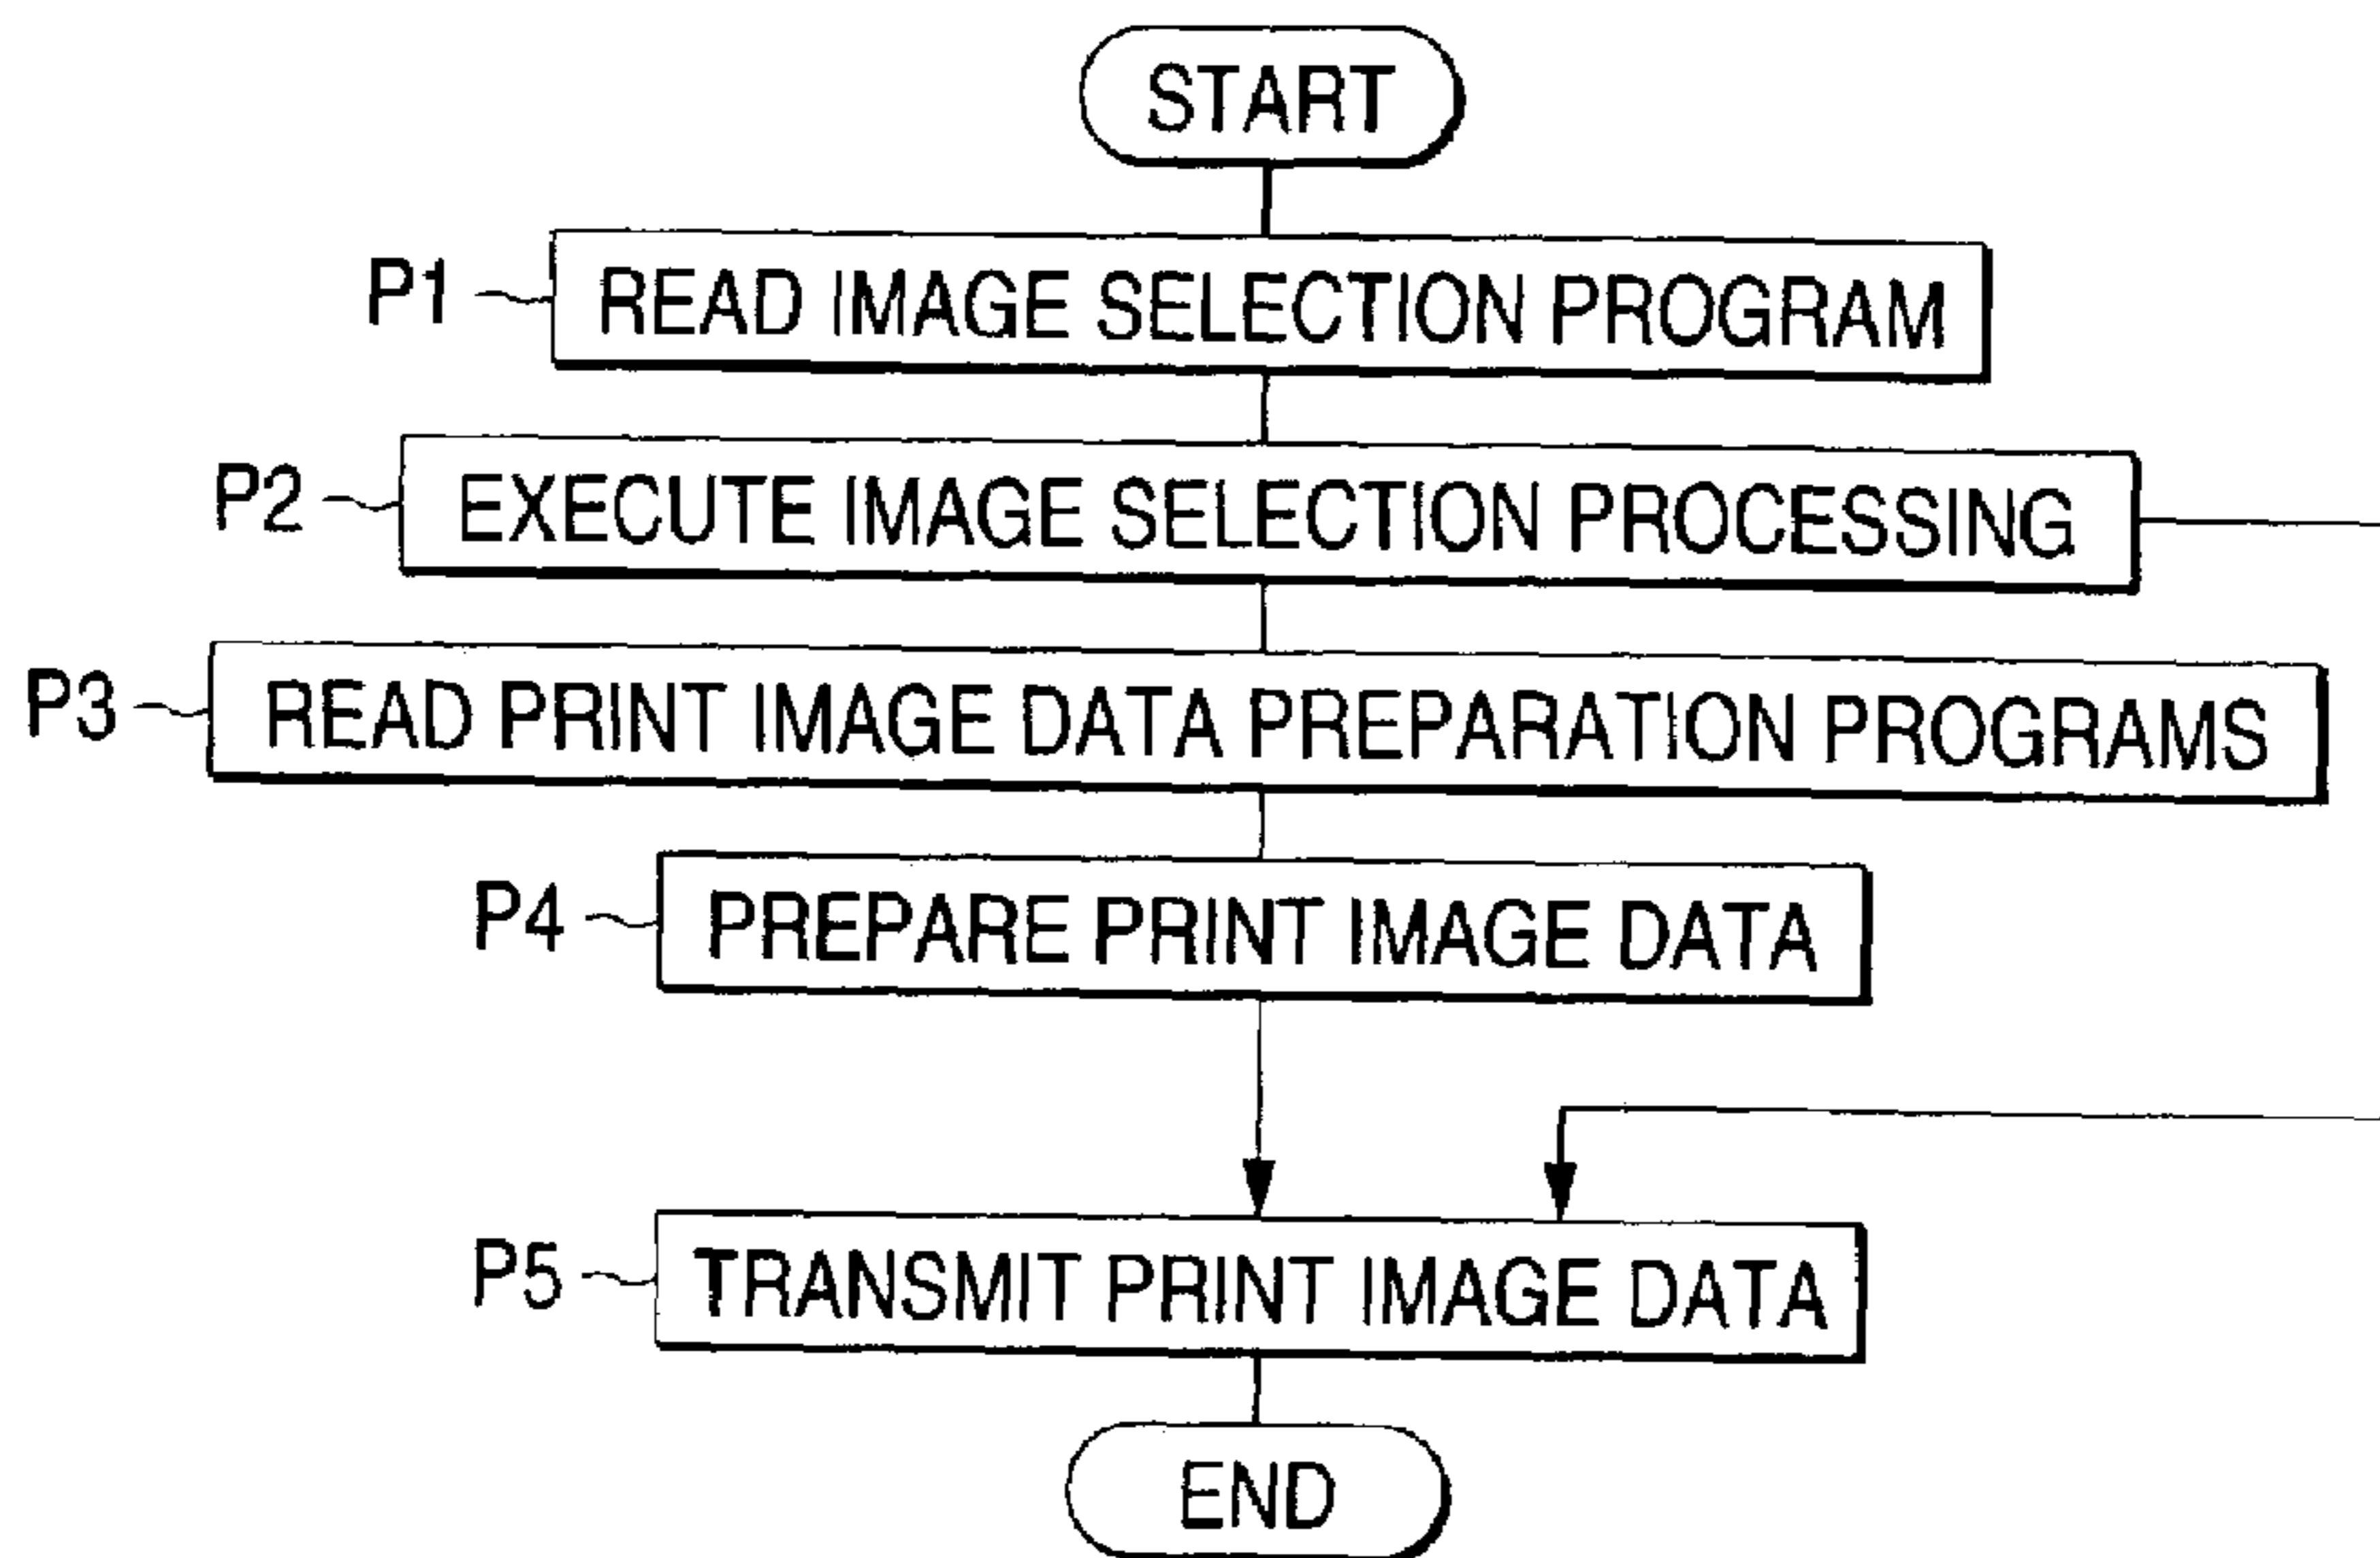 START
P1 READ IMAGE SELECTION PROGRAM
P2 EXECUTE IMAGE SELECTION PROCESSING
P3 READ PRINT IMAGE DATA PREPARATION PROGRAMS
P4 PREPARE PRINT IMAGE DATA
P5 TRANSMIT PRINT IMAGE DATA
END